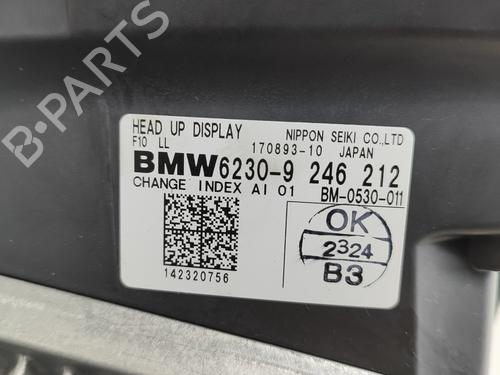 HEAD UP DISPLAY NIPPON SEIKI CO.,LTD
F10 LL 170893-10 JAPAN
BMW6230-9 246 212
CHANGE INDEX AI 01 BM-0530-011
OK
2324
B3
142320756
B-PARTS